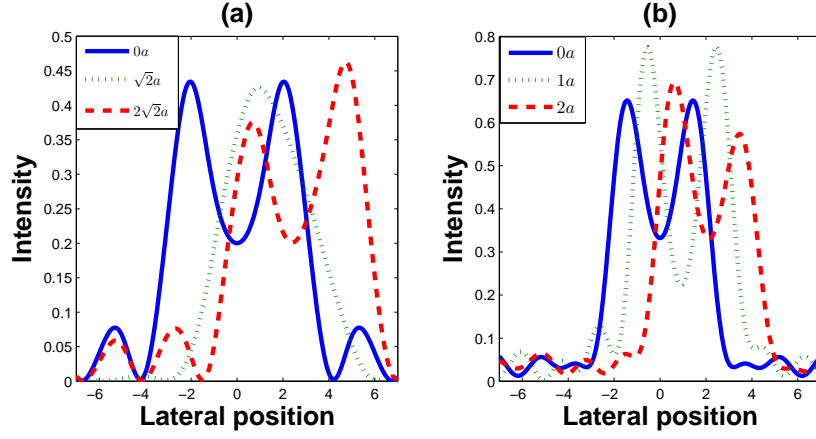 (a)
0.5
0.45
0.4
0.35
0.3
0.25
0.2
0.15
0.1
0.05
0
Intensity
0a
√2a
2√2a
−6 −4 −2 0 2 4 6
Lateral position
(b)
0.8
0.7
0.6
0.5
0.4
0.3
0.2
0.1
0
Intensity
0a
1a
2a
−6 −4 −2 0 2 4 6
Lateral position